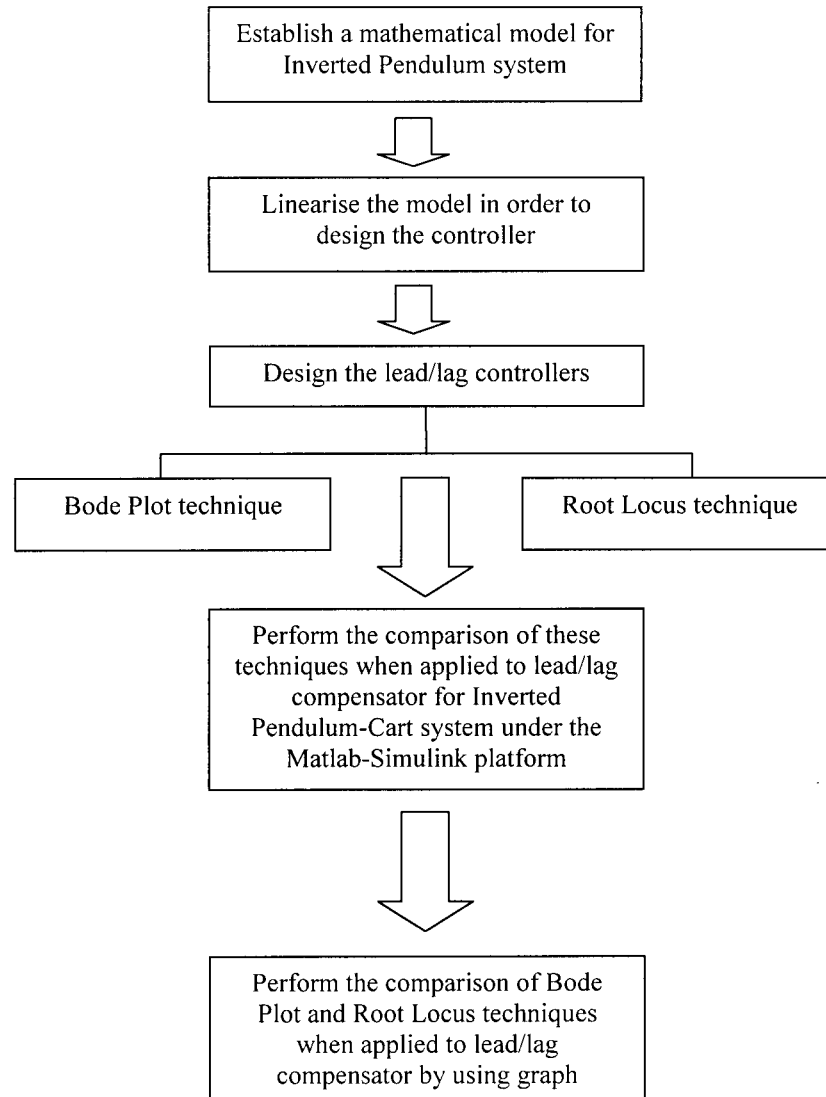 Establish a mathematical model for
Inverted Pendulum system
Linearise the model in order to
design the controller
Design the lead/lag controllers
Bode Plot technique
Root Locus technique
Perform the comparison of these
techniques when applied to lead/lag
compensator for Inverted
Pendulum-Cart system under the
Matlab-Simulink platform
Perform the comparison of Bode
Plot and Root Locus techniques
when applied to lead/lag
compensator by using graph